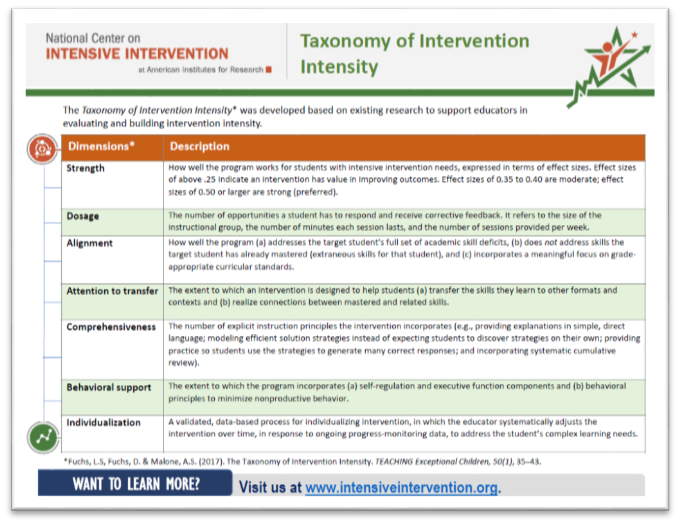 National Center on
INTENSIVE INTERVENTION
at American Institutes for Research
Taxonomy of Intervention
Intensity
The Taxonomy of Intervention Intensity* was developed based on existing research to support educators in
evaluating and building intervention intensity.
Dimensions* Description
Strength How well the program works for students with intensive intervention needs, expressed in terms of effect sizes. Effect sizes
of above .25 indicate an intervention has value in improving outcomes. Effect sizes of 0.35 to 0.40 are moderate; effect
sizes of 0.50 or larger are strong (preferred).
Dosage The number of opportunities a student has to respond and receive corrective feedback. It refers to the size of the
instructional group, the number of minutes each session lasts, and the number of sessions provided per week.
Alignment How well the program (a) addresses the target student's full set of academic skill deficits, (b) does not address skills the
target student has already mastered (extraneous skills for that student), and (c) incorporates a meaningful focus on grade-
appropriate curricular standards.
Attention to transfer The extent to which an intervention is designed to help students (a) transfer the skills they learn to other formats and
contexts and (b) realize connections between mastered and related skills.
Comprehensiveness The number of explicit instruction principles the intervention incorporates (e.g., providing explanations in simple, direct
language; modeling efficient solution strategies instead of expecting students to discover strategies on their own; providing
practice so students use the strategies to generate many correct responses; and incorporating systematic cumulative
review).
Behavioral support The extent to which the program incorporates (a) self-regulation and executive function components and (b) behavioral
principles to minimize nonproductive behavior.
Individualization A validated, data-based process for individualizing intervention, in which the educator systematically adjusts the
intervention over time, in response to ongoing progress-monitoring data, to address the student's complex learning needs.
*Fuchs, L.S, Fuchs, D. & Malone, A.S. (2017). The Taxonomy of Intervention Intensity. TEACHING Exceptional Children, 50(1), 35–43.
WANT TO LEARN MORE? Visit us at www.intensiveintervention.org.